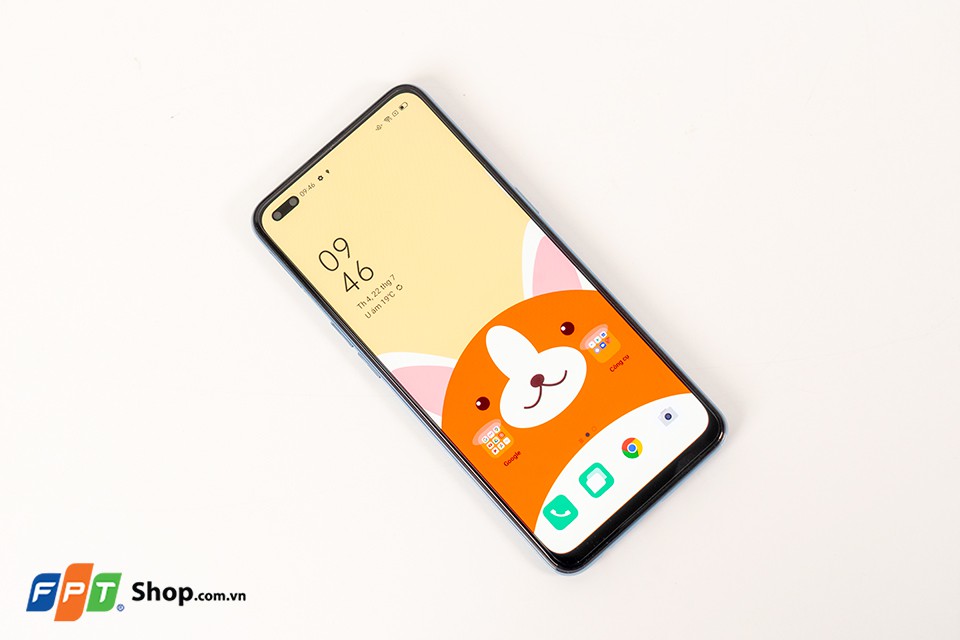 09:46
09
46
Th 4, 22 thg 7
U ám 19°C
Google
Công cụ
FPT® Shop.com.vn